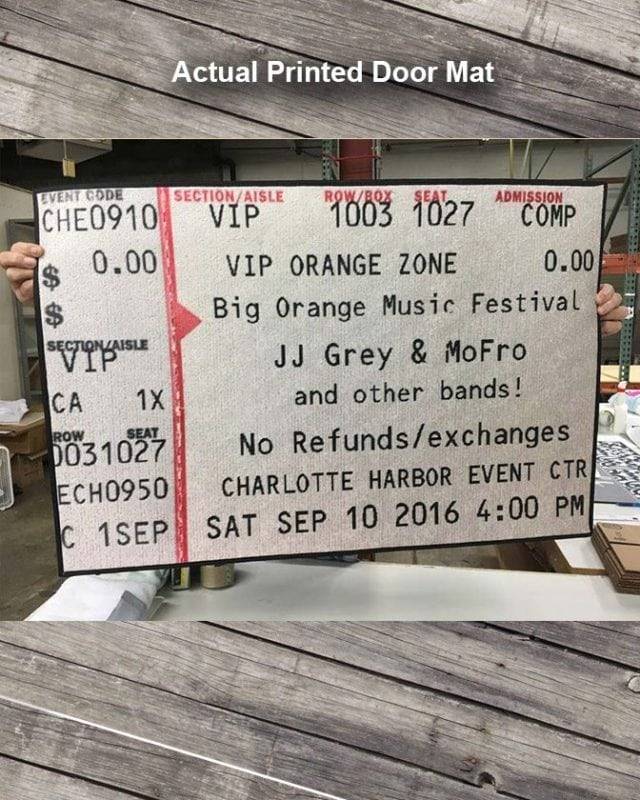 Actual Printed Door Mat
EVENT CODE
CHE0910
$ 0.00
$
SECTION/AISLE
VIP
CA 1X
ROW SEAT
0031027
ECH0950
C 1SEP
SECTION/AISLE ROW/BOX SEAT ADMISSION
VIP 1003 1027 COMP
VIP ORANGE ZONE 0.00
Big Orange Music Festival
JJ Grey & MoFro
and other bands!
No Refunds/exchanges
CHARLOTTE HARBOR EVENT CTR
SAT SEP 10 2016 4:00 PM